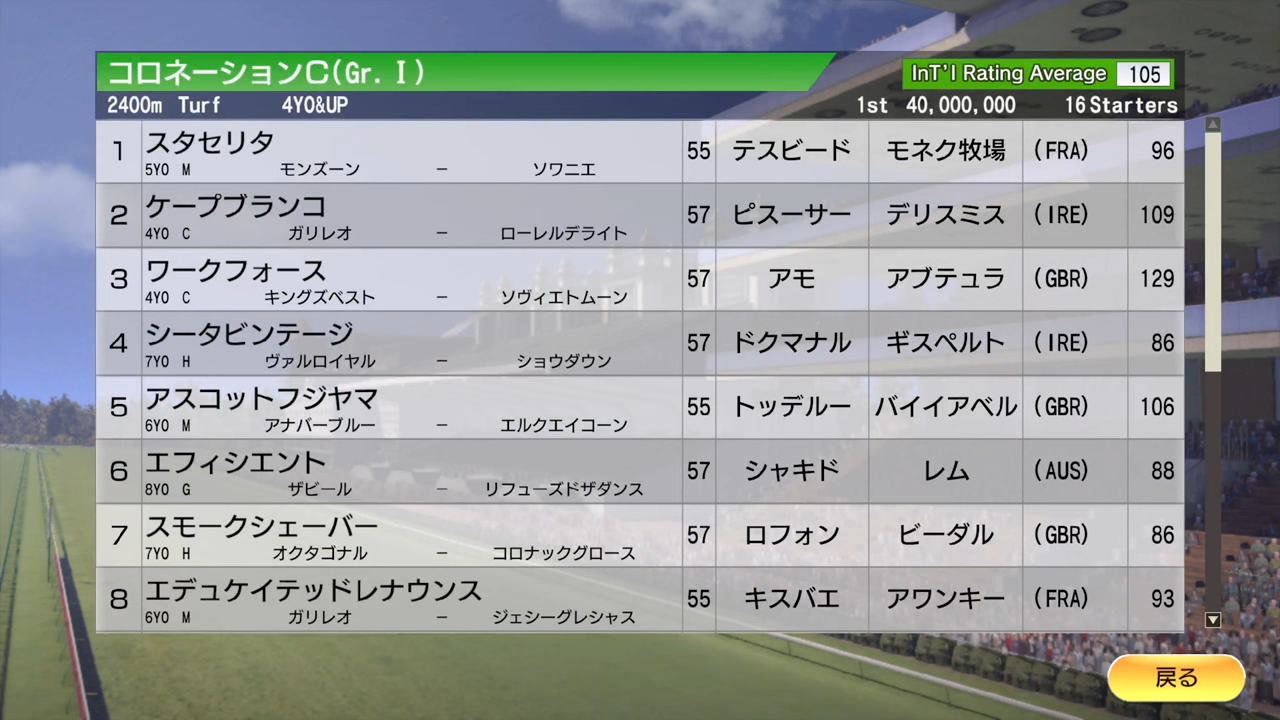 コロネーションC(Gr.Ⅰ)
InT'l Rating Average 105
2400m Turf 4YO&UP 1st 40,000,000 16Starters
1 スタセリタ 55 テスビード モネク牧場 (FRA) 96
5YO M モンズーン － ソワニエ
2 ケープブランコ 57 ピスーサー デリスミス (IRE) 109
4YO C ガリレオ － ローレルデライト
3 ワークフォース 57 アモ アブテュラ (GBR) 129
4YO C キングズベスト － ソヴィエトムーン
4 シータビンテージ 57 ドクマナル ギスペルト (IRE) 86
7YO H ヴァルロイヤル － ショウダウン
5 アスコットフジヤマ 55 トッデルー バイイアベル (GBR) 106
6YO M アナバーブルー － エルクエイコーン
6 エフィシエント 57 シャキド レム (AUS) 88
8YO G ザビール － リフューズドザダンス
7 スモークシェーバー 57 ロフォン ビーダル (GBR) 86
7YO H オクタゴナル － コロナックグロース
8 エデュケイテッドレナウンス 55 キスバエ アワンキー (FRA) 93
6YO M ガリレオ － ジェシーグレシャス
戻る